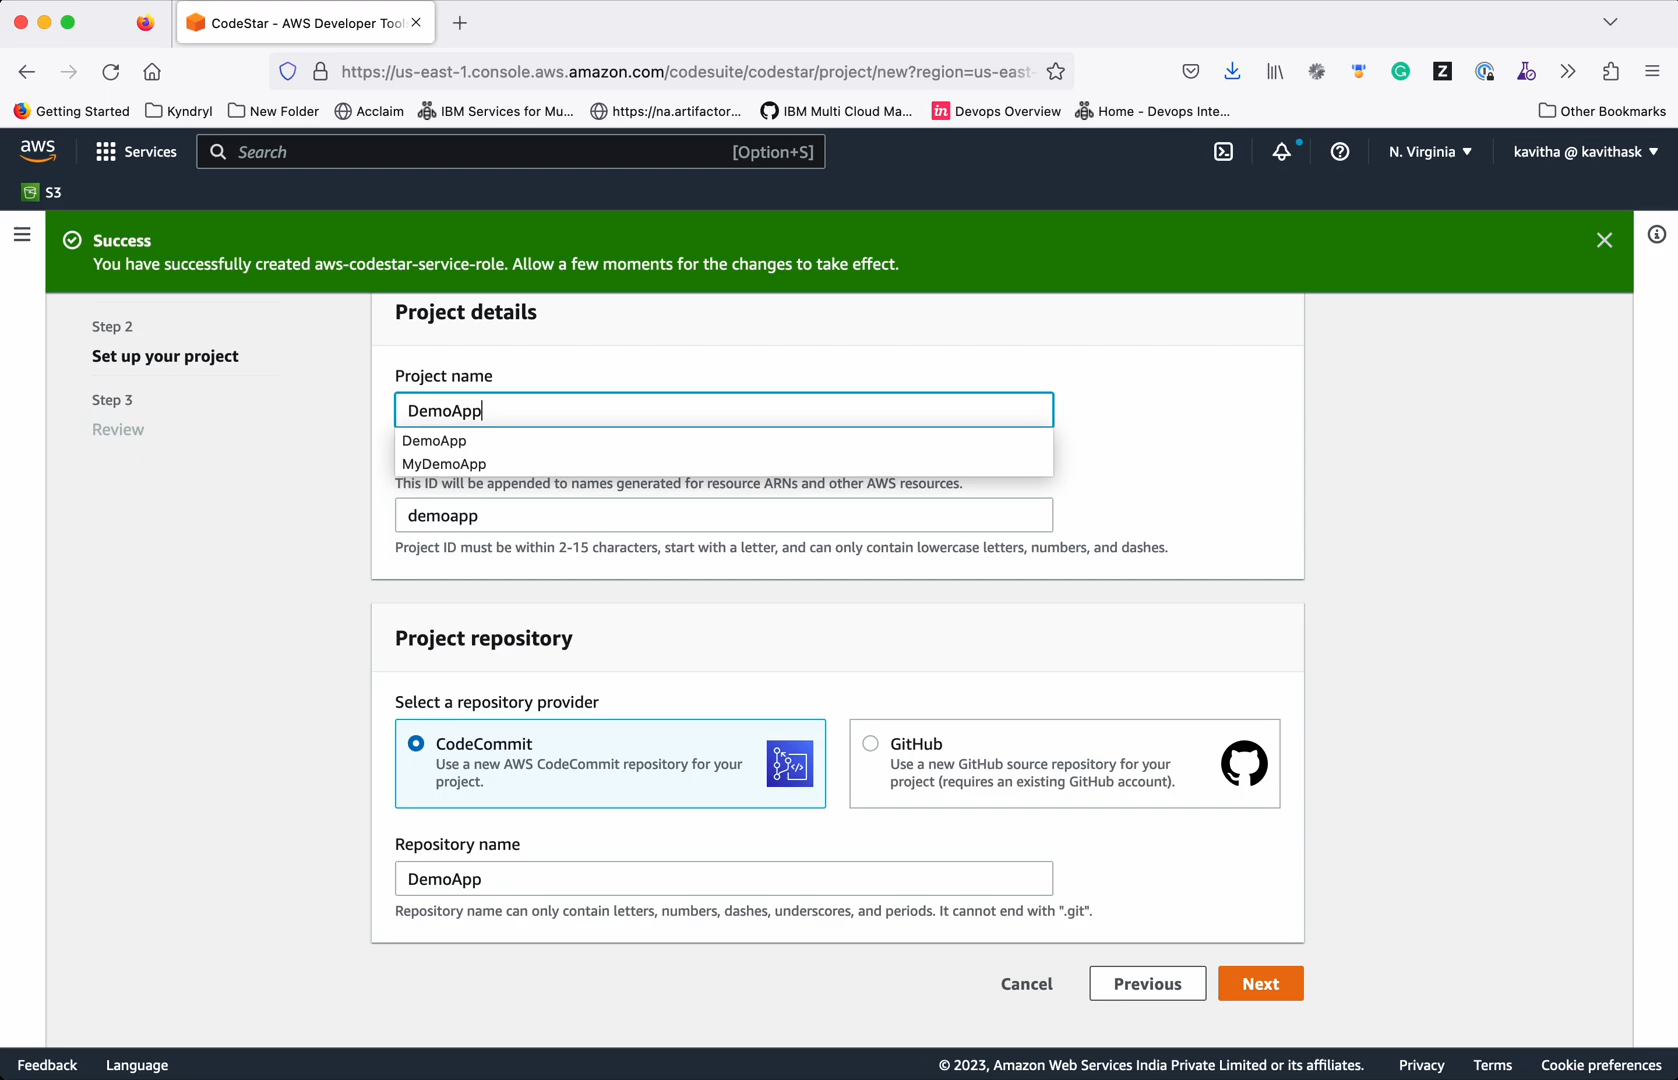 CodeStar - AWS Developer Tool
https://us-east-1.console.aws.amazon.com/codesuite/codestar/project/new?region=us-east-
Getting Started
Kyndryl
New Folder
Acclaim
IBM Services for Mu...
https://na.artifactor...
IBM Multi Cloud Ma...
in
Devops Overview
Home - Devops Inte...
Other Bookmarks
aws
Services
Search
[Option+S]
N. Virginia
kavitha @ kavithask
S3
Success
You have successfully created aws-codestar-service-role. Allow a few moments for the changes to take effect.
Step 2
Set up your project
Step 3
Review
Project details
Project name
DemoApp
DemoApp
MyDemoApp
This ID will be appended to names generated for resource ARNs and other AWS resources.
demoapp
Project ID must be within 2-15 characters, start with a letter, and can only contain lowercase letters, numbers, and dashes.
Project repository
Select a repository provider
CodeCommit
Use a new AWS CodeCommit repository for your
project.
GitHub
Use a new GitHub source repository for your
project (requires an existing GitHub account).
Repository name
DemoApp
Repository name can only contain letters, numbers, dashes, underscores, and periods. It cannot end with ".git".
Cancel
Previous
Next
Feedback
Language
© 2023, Amazon Web Services India Private Limited or its affiliates.
Privacy
Terms
Cookie preferences